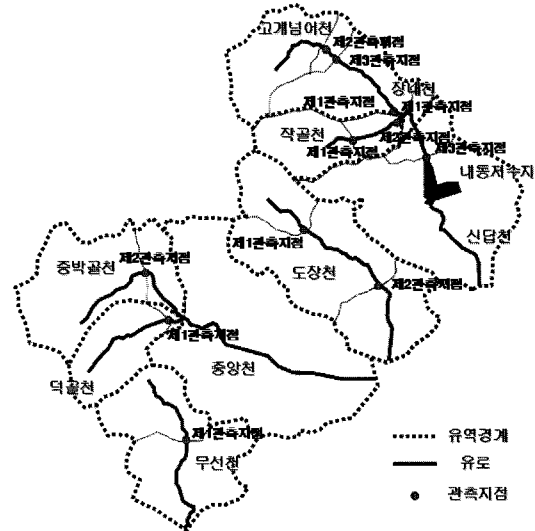 고개넘어천
제2관측지점
제3관측지점
장내천
제1관측지점
제1관측지점
작골천
제2관측지점
제1관측지점
제3관측지점
내동저수지
신답천
제1관측지점
도장천
제2관측지점
제2관측지점
중박골천
제1관측지점
중앙천
덕골천
제1관측지점
무선천
유역경계
유로
관측지점